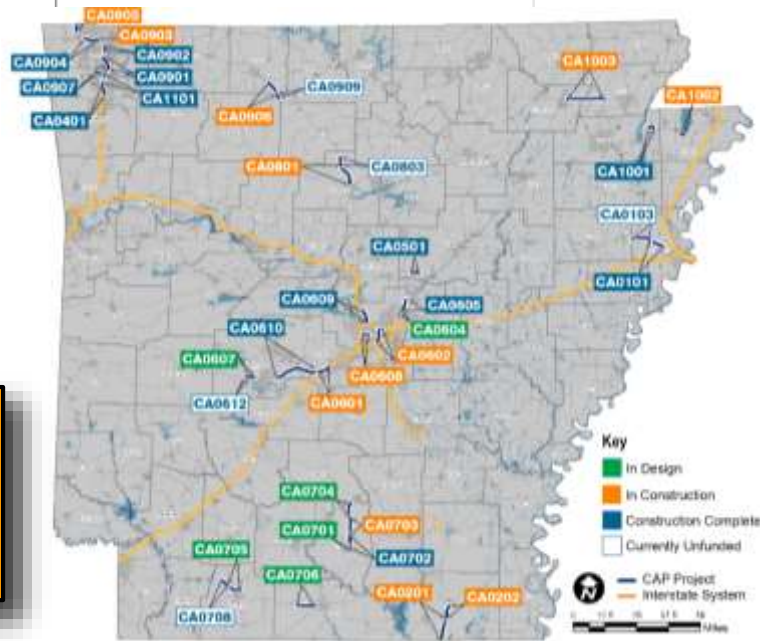 CA0905
CA0903
CA0902
CA0904
CA0901
CA0907
CA1101
CA0401
CA0909
CA0906
CA1003
CA1002
CA0801
CA0803
CA1001
CA0103
CA0501
CA0101
CA0609
CA0605
CA0610
CA0604
CA0607
CA0602
CA0608
CA0612
CA0601
Key
In Design
In Construction
Construction Complete
Currently Unfunded
CAP Project
Interstate System
Miles
N
CA0704
CA0703
CA0701
CA0702
CA0705
CA0706
CA0708
CA0201
CA0202